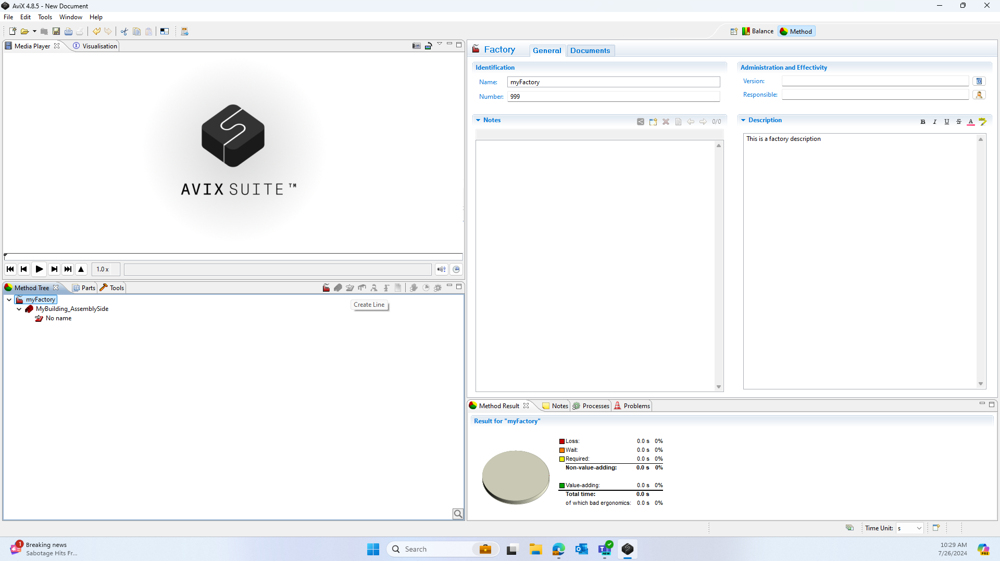 AviX 4.8.5 - New Document
File Edit Tools Window Help
Balance Method
Media Player Visualisation
AVIX SUITE™
1.0 x
Method Tree Parts Tools
myFactory
MyBuilding_AssemblySide
No name
Create Line
Factory General Documents
Identification
Name: myFactory
Number: 999
Administration and Effectivity
Version:
Responsible:
Notes 0/0
Description B I U S A abc
This is a factory description
Method Result Notes Processes Problems
Result for "myFactory"
Loss: 0.0 s 0%
Wait: 0.0 s 0%
Required: 0.0 s 0%
Non-value-adding: 0.0 s 0%
Value-adding: 0.0 s 0%
Total time: 0.0 s
of which bad ergonomics: 0.0 s 0%
Time Unit: s
1 Breaking news
Sabotage Hits Fr...
Search
NEW
10:29 AM
7/26/2024
PRE